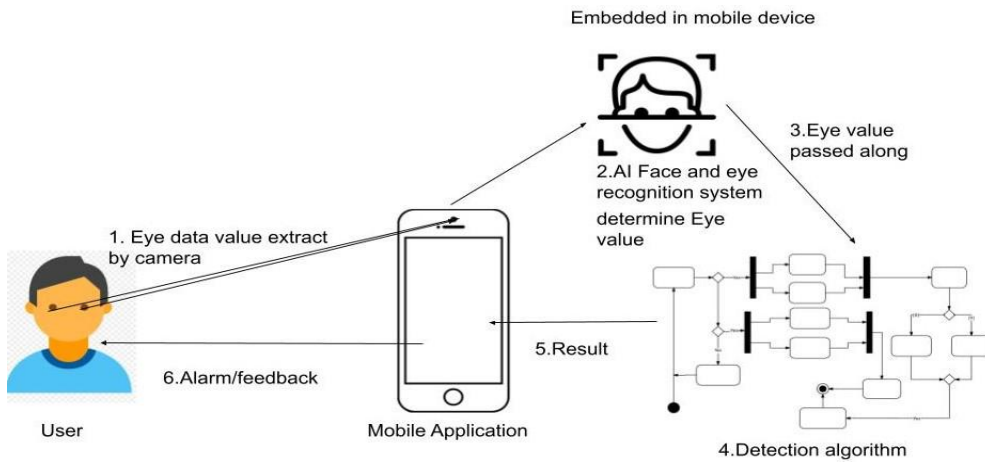 Embedded in mobile device
1. Eye data value extract
by camera
2.AI Face and eye
recognition system
determine Eye
value
3.Eye value
passed along
4.Detection algorithm
5.Result
6.Alarm/feedback
User
Mobile Application